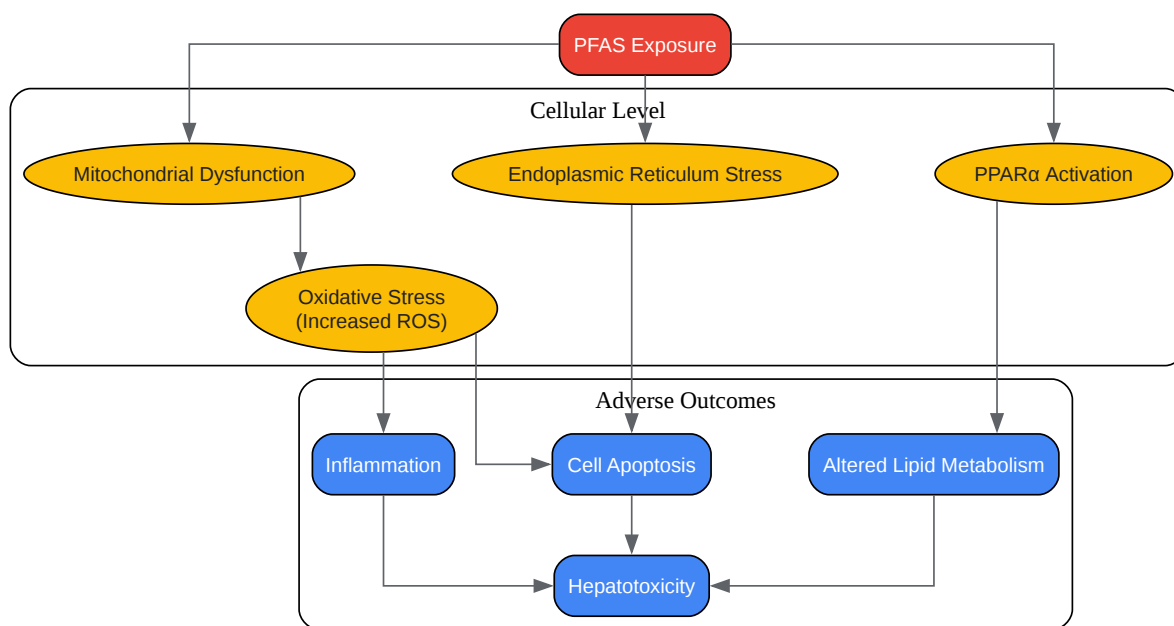 PFAS Exposure
Cellular Level
Mitochondrial Dysfunction
Endoplasmic Reticulum Stress
PPARα Activation
Oxidative Stress
(Increased ROS)
Adverse Outcomes
Inflammation
Cell Apoptosis
Altered Lipid Metabolism
Hepatotoxicity